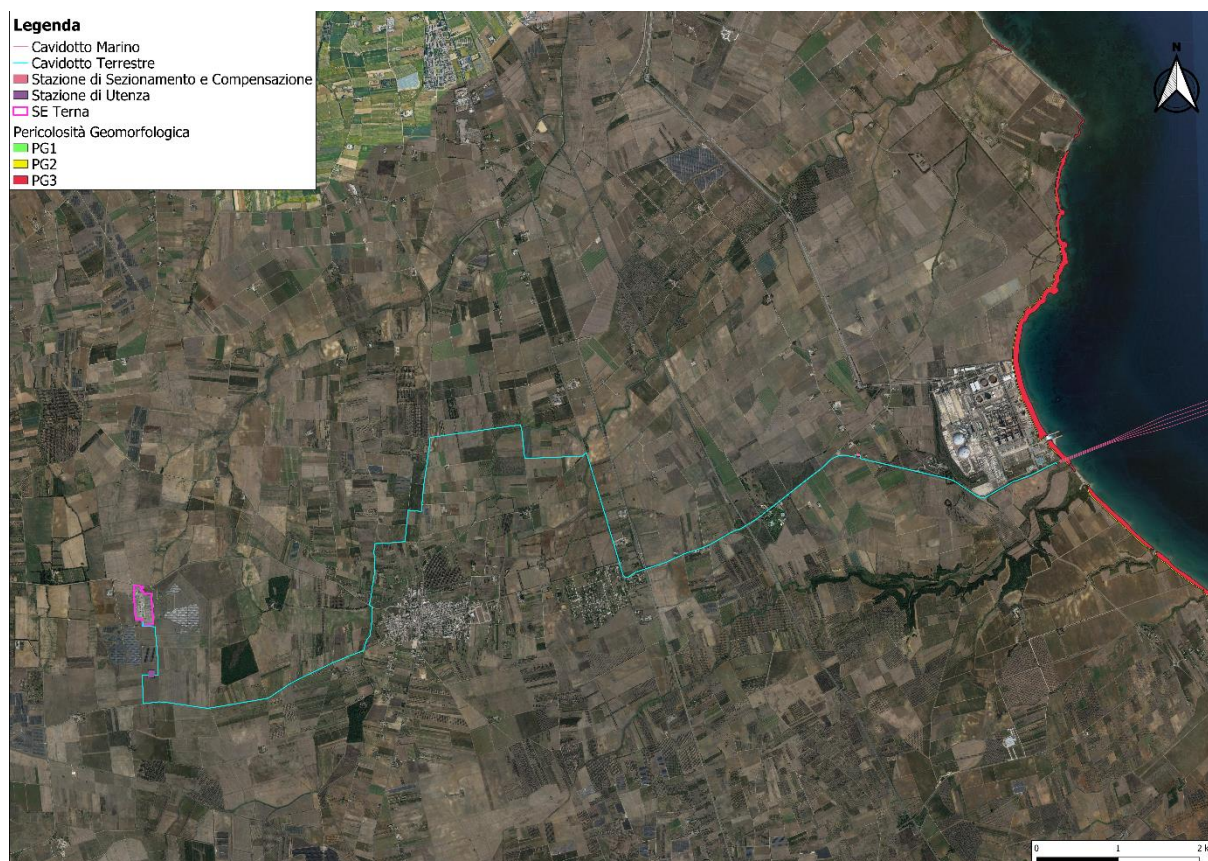 Legenda
Cavidotto Marino
Cavidotto Terrestre
Stazione di Sezionamento e Compensazione
Stazione di Utenza
SE Terna
Pericolosità Geomorfologica
PG1
PG2
PG3
N
0 1 2 k